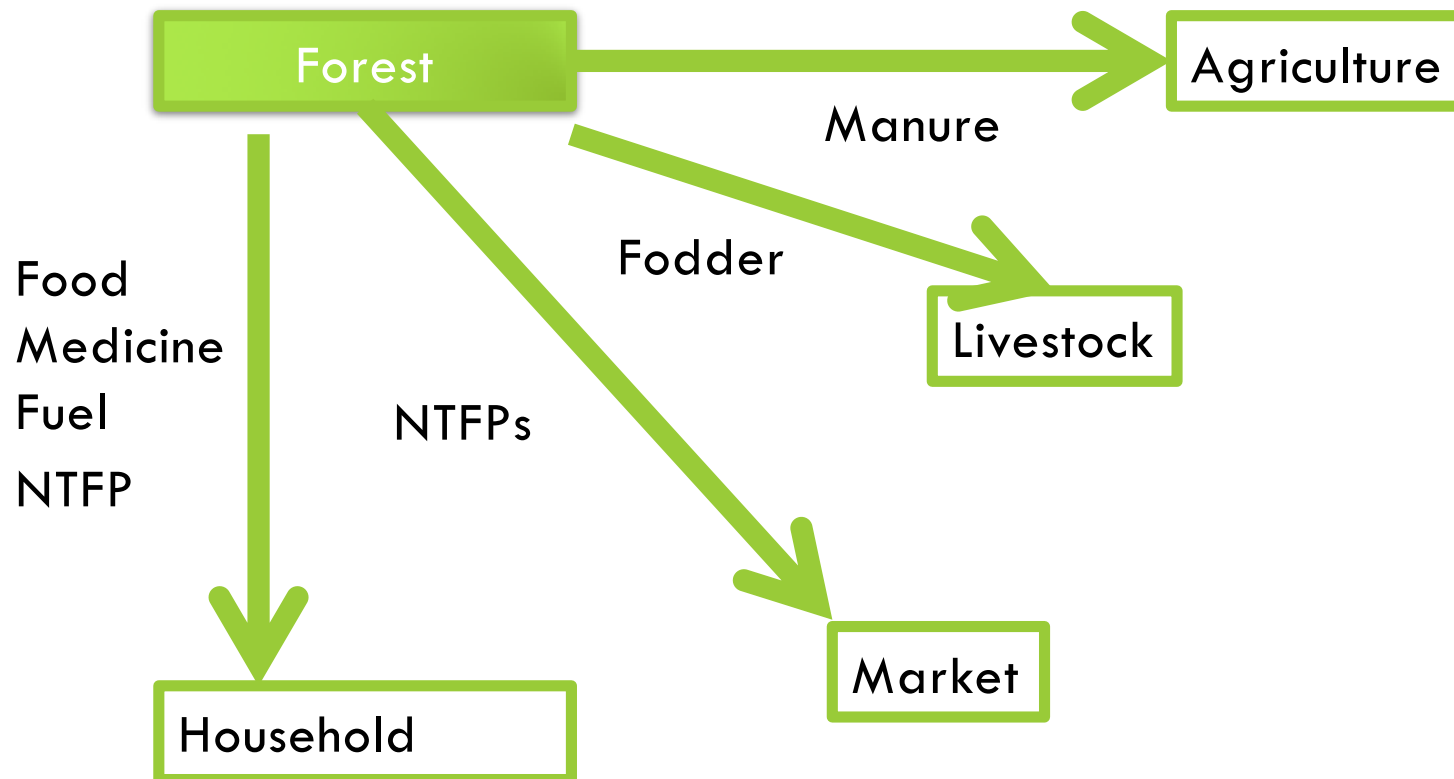 Forest
Agriculture
Manure
Fodder
Food
Medicine
Fuel
NTFP
Livestock
NTFPs
Market
Household